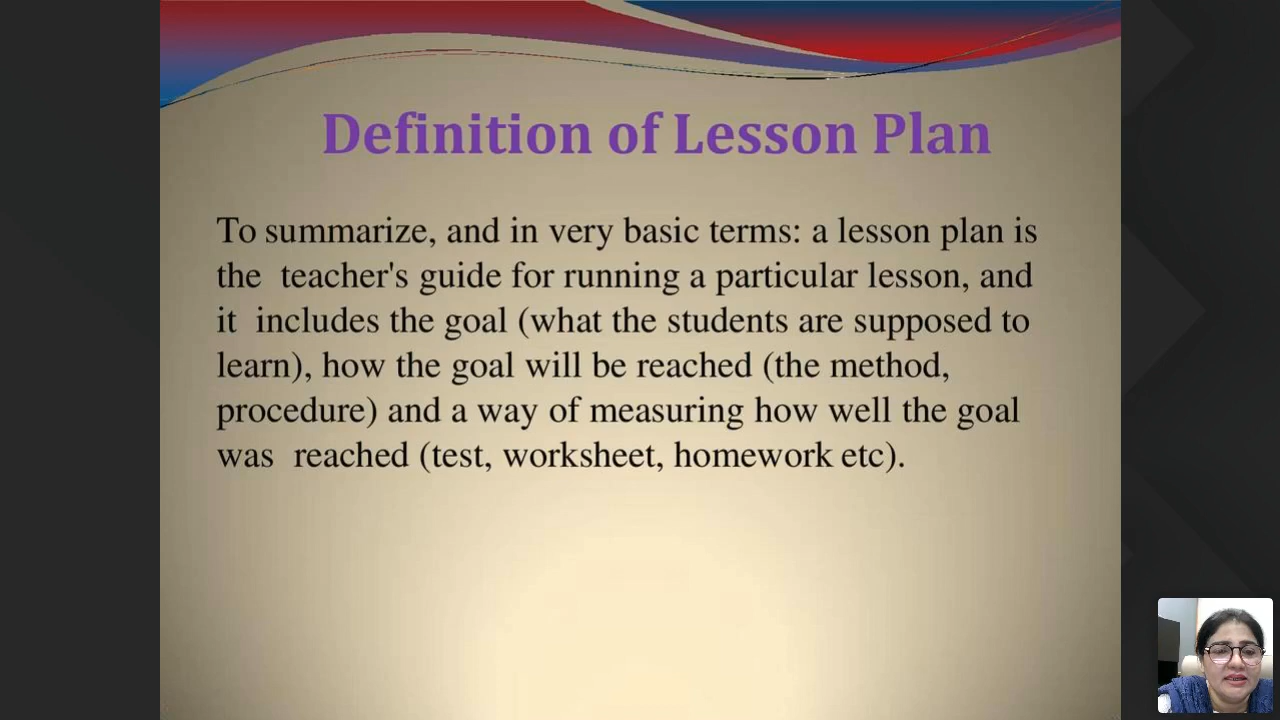 Definition of Lesson Plan
To summarize, and in very basic terms: a lesson plan is
the teacher's guide for running a particular lesson, and
it includes the goal (what the students are supposed to
learn), how the goal will be reached (the method,
procedure) and a way of measuring how well the goal
was reached (test, worksheet, homework etc).